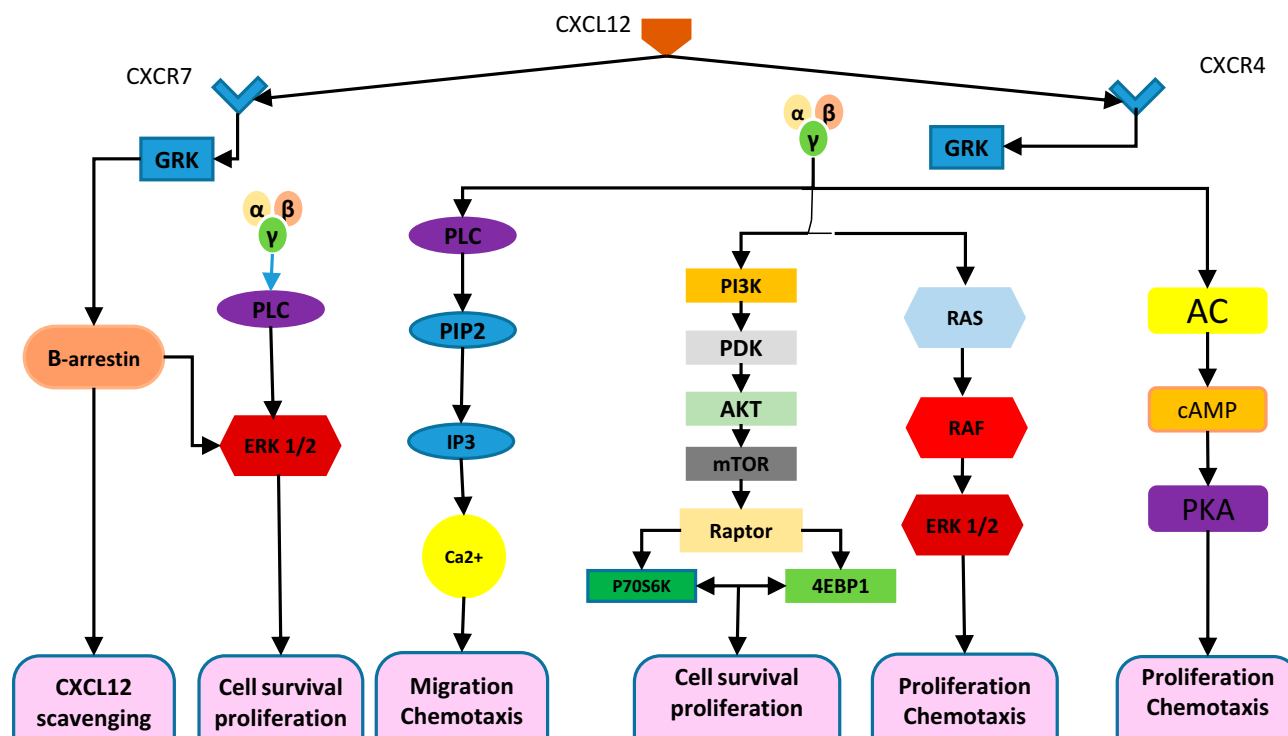 CXCL12
CXCR7
CXCR4
GRK
α β
γ
GRK
α β
γ
PLC
PLC
PI3K
RAS
AC
B-arrestin
PIP2
PDK
AKT
RAF
cAMP
ERK 1/2
IP3
mTOR
PKA
Ca2+
Raptor
ERK 1/2
P70S6K
4EBP1
CXCL12
scavenging
Cell survival
proliferation
Migration
Chemotaxis
Cell survival
proliferation
Proliferation
Chemotaxis
Proliferation
Chemotaxis